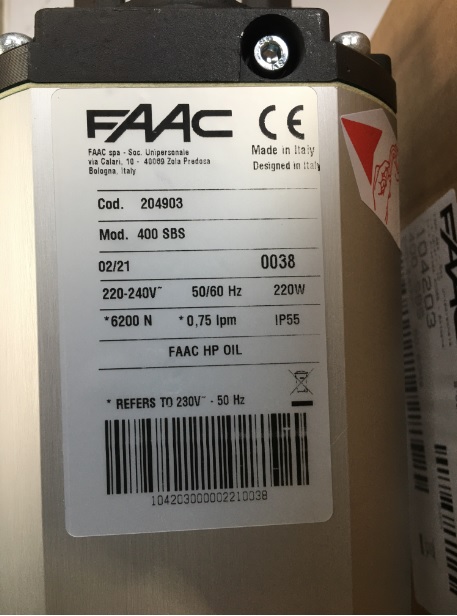 FAAC CE
FAAC spa - Soc. Unipersonale
via Calari, 10 - 40069 Zola Predosa
Bologna, Italy
Made in Italy
Designed in Italy
Cod. 204903
Mod. 400 SBS
02/21 0038
220-240V~ 50/60 Hz 220W
*6200 N *0,75 lpm IP55
FAAC HP OIL
* REFERS TO 230V~ - 50 Hz
104203000002210038
104203